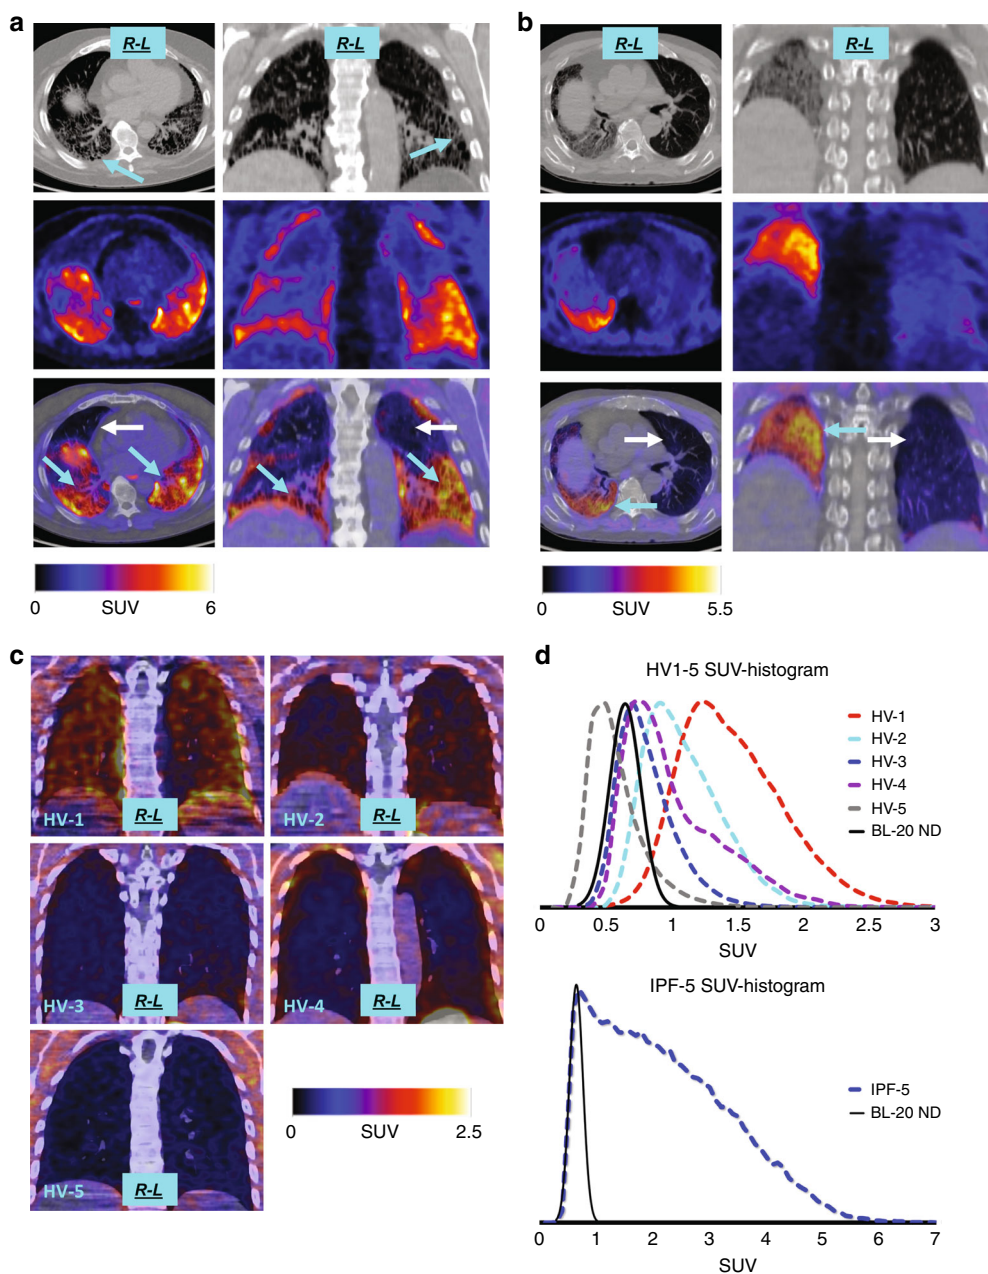 a
b
R-L
R-L
R-L
R-L
0
SUV
6
0
SUV
5.5
c
d
HV-1
R-L
HV-2
R-L
HV-3
R-L
HV-4
R-L
HV-5
R-L
0
SUV
2.5
HV1-5 SUV-histogram
HV-1
HV-2
HV-3
HV-4
HV-5
BL-20 ND
0
0.5
1
1.5
2
2.5
3
SUV
IPF-5 SUV-histogram
IPF-5
BL-20 ND
0
1
2
3
4
5
6
7
SUV